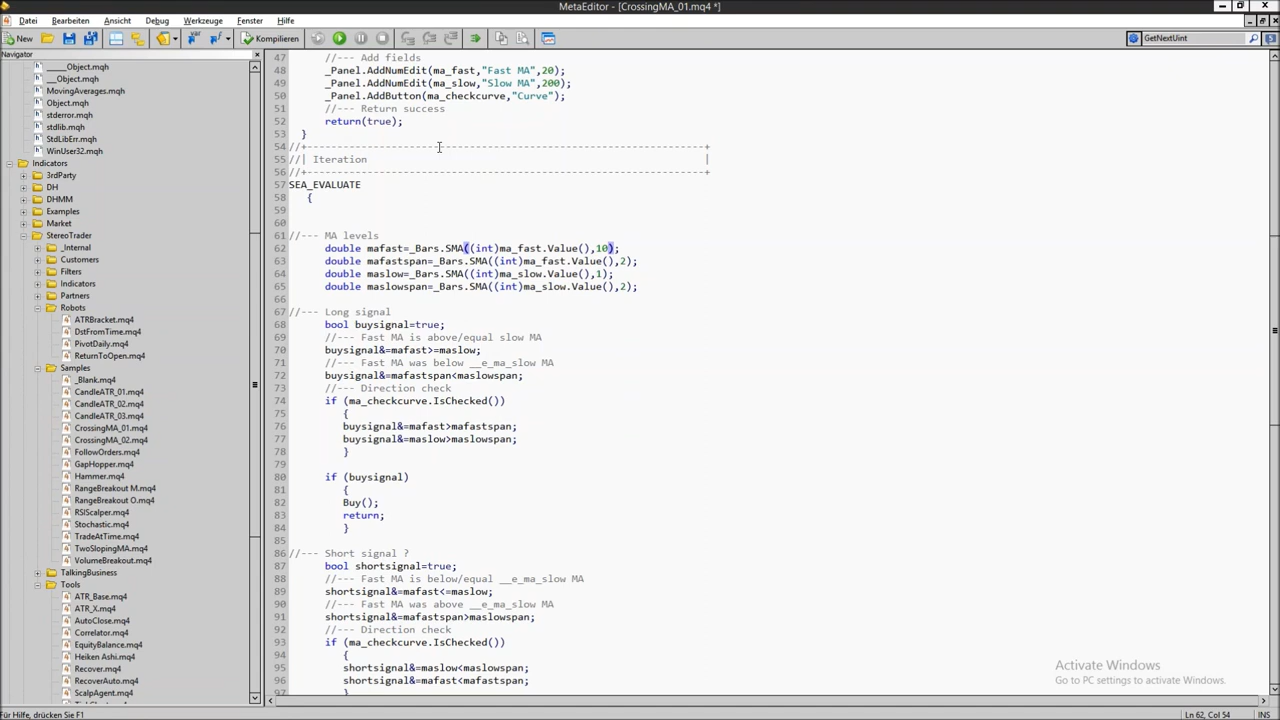 MetaEditor - [CrossingMA_01.mq4 *]
Datei Bearbeiten Ansicht Debug Werkzeuge Fenster Hilfe
New Kompilieren GetNextUint
Navigator
_____Object.mqh
__Object.mqh
MovingAverages.mqh
Object.mqh
stderror.mqh
stdlib.mqh
StdLibErr.mqh
WinUser32.mqh
Indicators
3rdParty
DH
DHMM
Examples
Market
StereoTrader
_Internal
Customers
Filters
Indicators
Partners
Robots
ATRBracket.mq4
DstFromTime.mq4
PivotDaily.mq4
ReturnToOpen.mq4
Samples
_Blank.mq4
CandleATR_01.mq4
CandleATR_02.mq4
CandleATR_03.mq4
CrossingMA_01.mq4
CrossingMA_02.mq4
FollowOrders.mq4
GapHopper.mq4
Hammer.mq4
RangeBreakout M.mq4
RangeBreakout O.mq4
RSIScalper.mq4
Stochastic.mq4
TradeAtTime.mq4
TwoSlopingMA.mq4
VolumeBreakout.mq4
TalkingBusiness
Tools
ATR_Base.mq4
ATR_X.mq4
AutoClose.mq4
Correlator.mq4
EquityBalance.mq4
Heiken Ashi.mq4
Recover.mq4
RecoverAuto.mq4
ScalpAgent.mq4
47 //--- Add fields
48 _Panel.AddNumEdit(ma_fast,"Fast MA",20);
49 _Panel.AddNumEdit(ma_slow,"Slow MA",200);
50 _Panel.AddButton(ma_checkcurve,"Curve");
51 //--- Return success
52 return(true);
53 }
54 //+------------------------------------------------------------------+
55 //| Iteration |
56 //+------------------------------------------------------------------+
57 SEA_EVALUATE
58 {
59
60
61 //--- MA levels
62 double mafast=_Bars.SMA((int)ma_fast.Value(),10);
63 double mafastspan=_Bars.SMA((int)ma_fast.Value(),2);
64 double maslow=_Bars.SMA((int)ma_slow.Value(),1);
65 double maslowspan=_Bars.SMA((int)ma_slow.Value(),2);
66
67 //--- Long signal
68 bool buysignal=true;
69 //--- Fast MA is above/equal slow MA
70 buysignal&=mafast>=maslow;
71 //--- Fast MA was below __e_ma_slow MA
72 buysignal&=mafastspan<maslowspan;
73 //--- Direction check
74 if (ma_checkcurve.IsChecked())
75 {
76 buysignal&=mafast>mafastspan;
77 buysignal&=maslow>maslowspan;
78 }
79
80 if (buysignal)
81 {
82 Buy();
83 return;
84 }
85
86 //--- Short signal ?
87 bool shortsignal=true;
88 //--- Fast MA is below/equal __e_ma_slow MA
89 shortsignal&=mafast<=maslow;
90 //--- Fast MA was above __e_ma_slow MA
91 shortsignal&=mafastspan>maslowspan;
92 //--- Direction check
93 if (ma_checkcurve.IsChecked())
94 {
95 shortsignal&=maslow<maslowspan;
96 shortsignal&=mafast<mafastspan;
97 }
Activate Windows
Go to PC settings to activate Windows.
Für Hilfe, drücken Sie F1 Ln 62, Col 54 INS